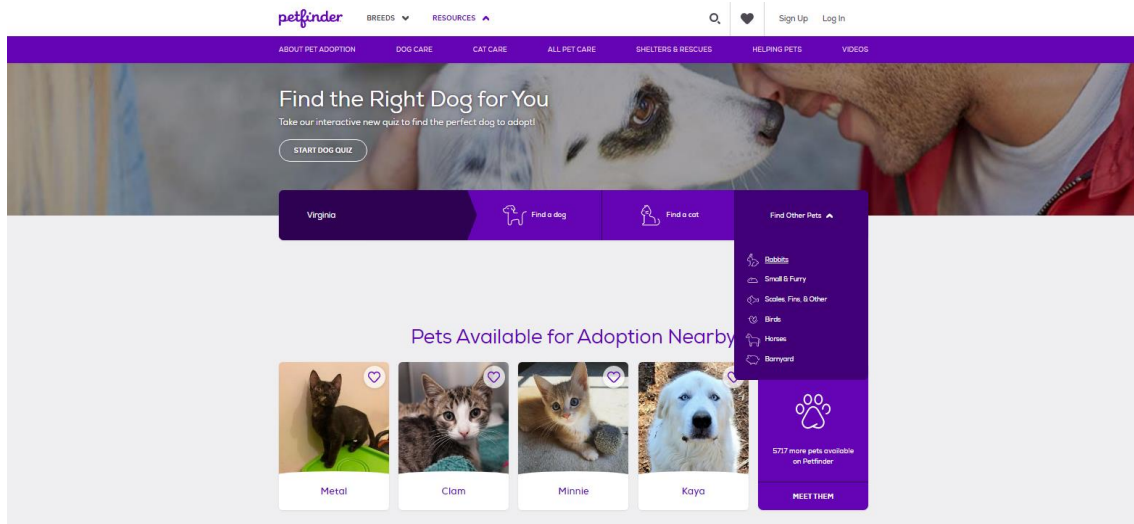 petfinder
BREEDS
RESOURCES
Sign Up
Log In
ABOUT PET ADOPTION
DOG CARE
CAT CARE
ALL PET CARE
SHELTERS & RESCUES
HELPING PETS
VIDEOS
Find the Right Dog for You
Take our interactive new quiz to find the perfect dog to adopt!
START DOG QUIZ
Virginia
Find a dog
Find a cat
Find Other Pets
Rabbits
Small & Furry
Scales, Fins, & Other
Birds
Horses
Barnyard
Pets Available for Adoption Nearby
Metal
Clam
Minnie
Kaya
5717 more pets available
on Petfinder
MEET THEM